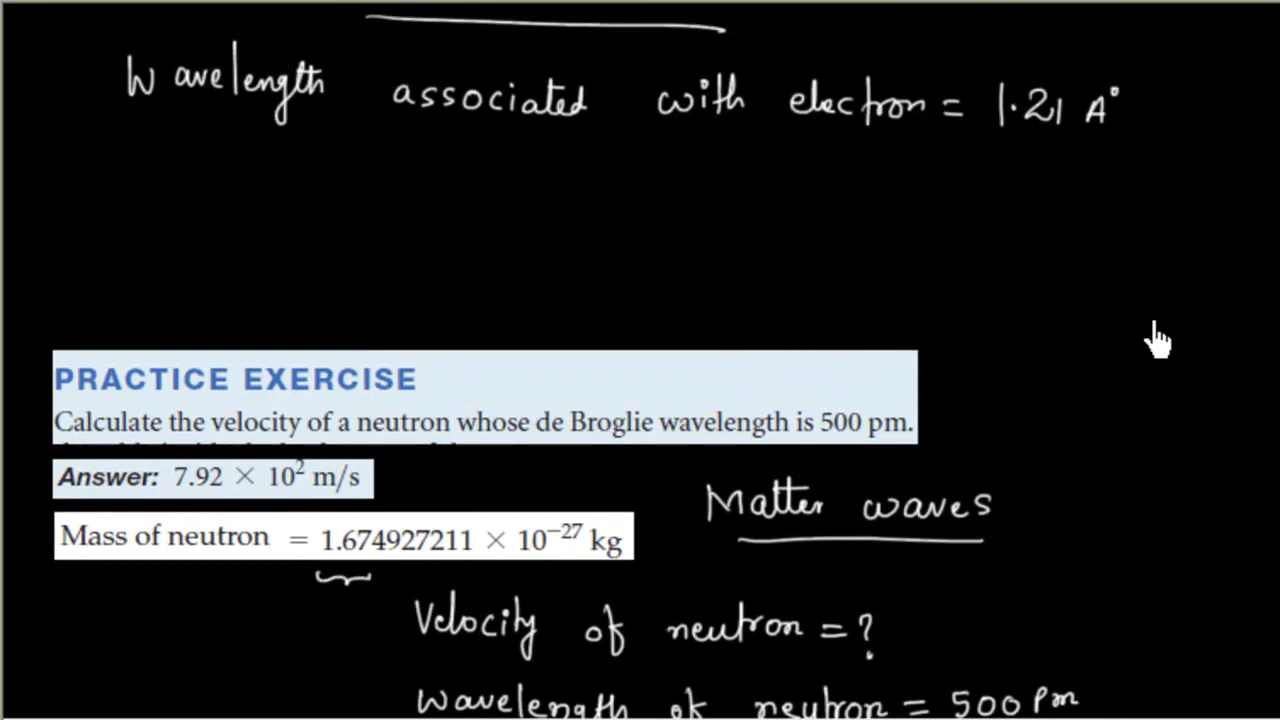 Wavelength associated with electron = 1.21 A°
PRACTICE EXERCISE
Calculate the velocity of a neutron whose de Broglie wavelength is 500 pm.
Answer: 7.92 × 10² m/s
Mass of neutron = 1.674927211 × 10⁻²⁷ kg
Matter waves
Velocity of neutron = ?
Wavelength of neutron = 500 Pm